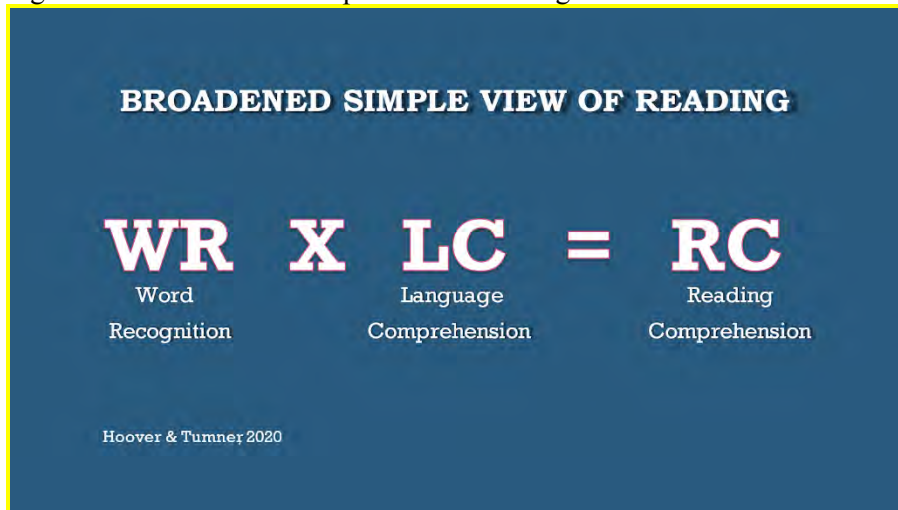 BROADENED SIMPLE VIEW OF READING
WR X LC = RC
Word Language Reading
Recognition Comprehension Comprehension
Hoover & Tumner, 2020